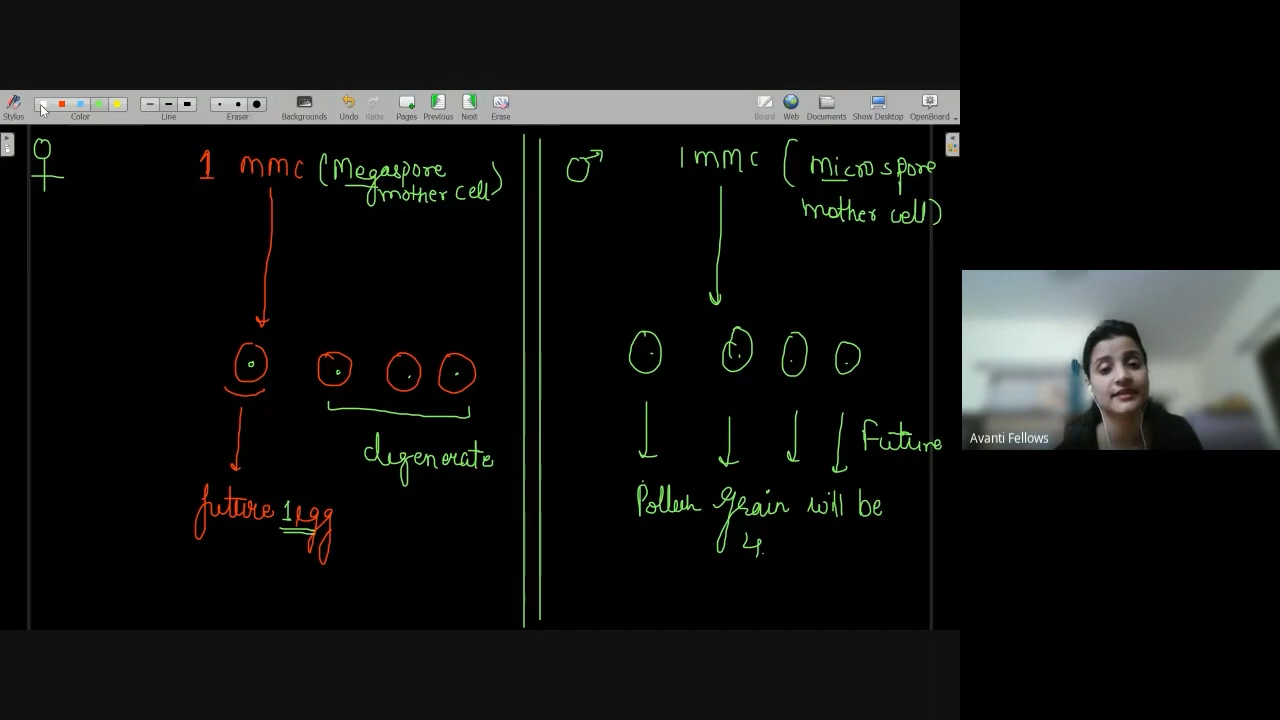 Stylus
Color
Line
Eraser
Backgrounds
Undo
Redo
Pages
Previous
Next
Erase
Board
Web
Documents
Show Desktop
OpenBoard
1 MMC (Megaspore
mother cell)
degenerate
future 1 egg
1 MMC (Microspore
mother cell)
Future
Pollen grain will be
4.
Avanti Fellows